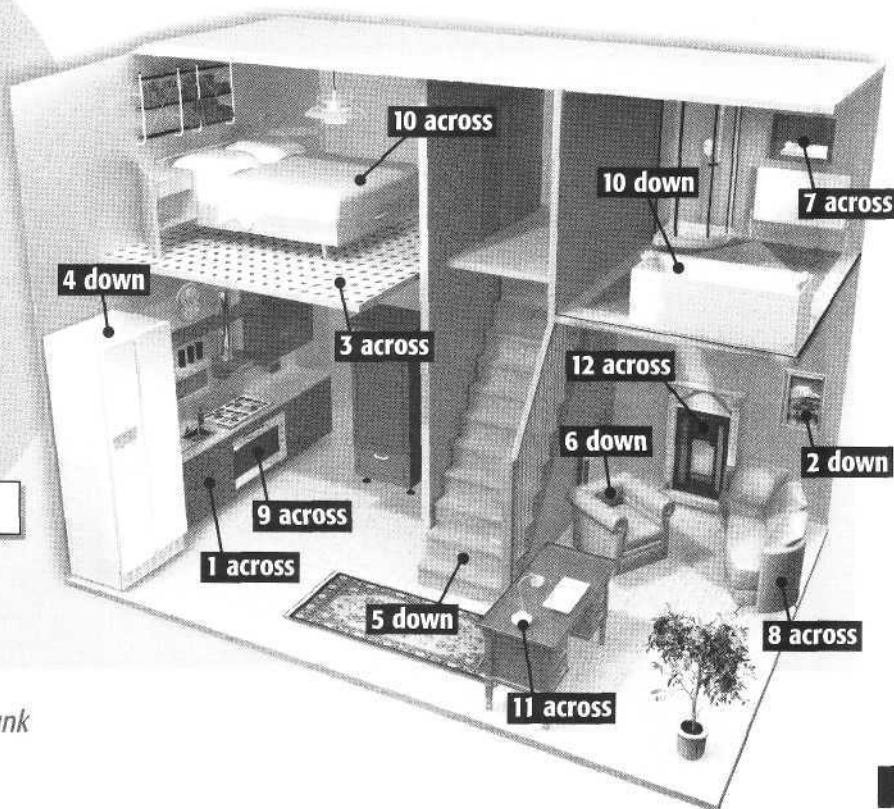 10 across
10 down
7 across
4 down
3 across
12 across
6 down
2 down
9 across
1 across
5 down
8 across
11 across